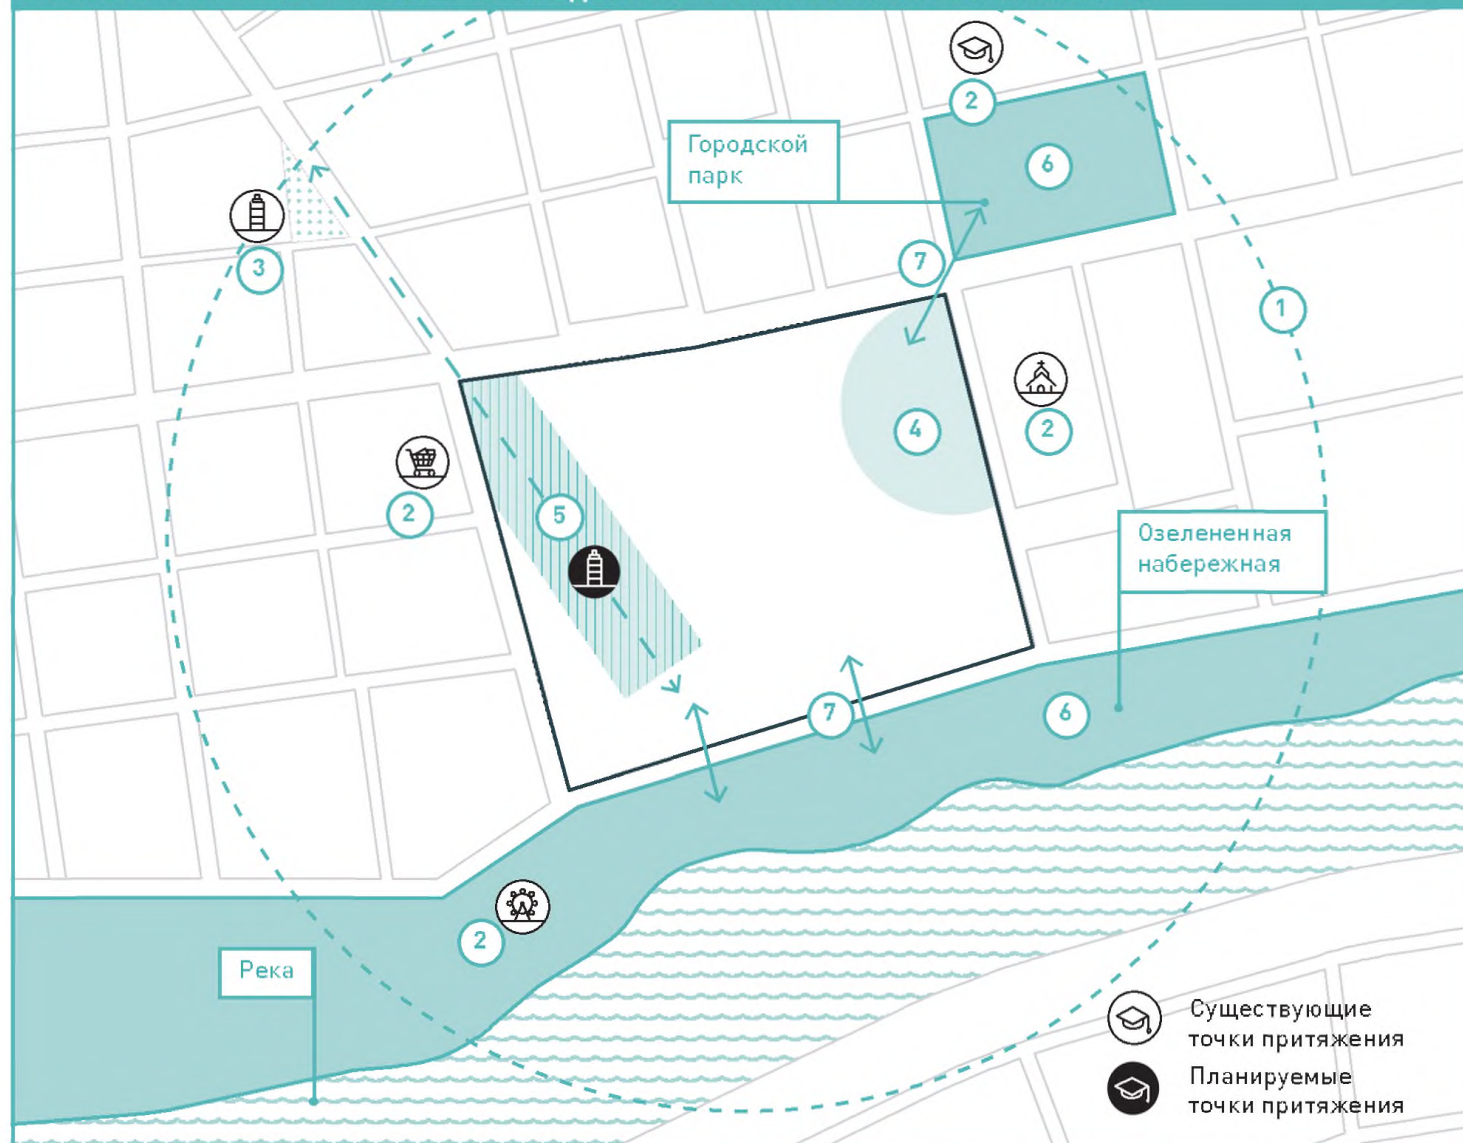 2
Городской
парк
6
7
3
1
4
2
2
5
Озелененная
набережная
7
6
2
Река
Существующие
точки притяжения
Планируемые
точки притяжения